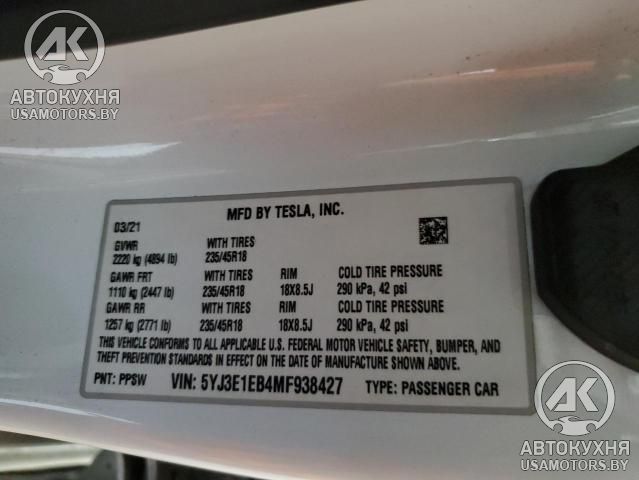 АК
АВТОКУХНЯ
USAMOTORS.BY
MFD BY TESLA, INC.
03/21
GVWR WITH TIRES
2220 kg (4894 lb) 235/45R18
GAWR FRT WITH TIRES RIM COLD TIRE PRESSURE
1110 kg (2447 lb) 235/45R18 18X8.5J 290 kPa, 42 psi
GAWR RR WITH TIRES RIM COLD TIRE PRESSURE
1257 kg (2771 lb) 235/45R18 18X8.5J 290 kPa, 42 psi
THIS VEHICLE CONFORMS TO ALL APPLICABLE U.S. FEDERAL MOTOR VEHICLE SAFETY, BUMPER, AND
THEFT PREVENTION STANDARDS IN EFFECT ON THE DATE OF MANUFACTURE SHOWN ABOVE.
PNT: PPSW VIN: 5YJ3E1EB4MF938427 TYPE: PASSENGER CAR
АК
АВТОКУХНЯ
USAMOTORS.BY